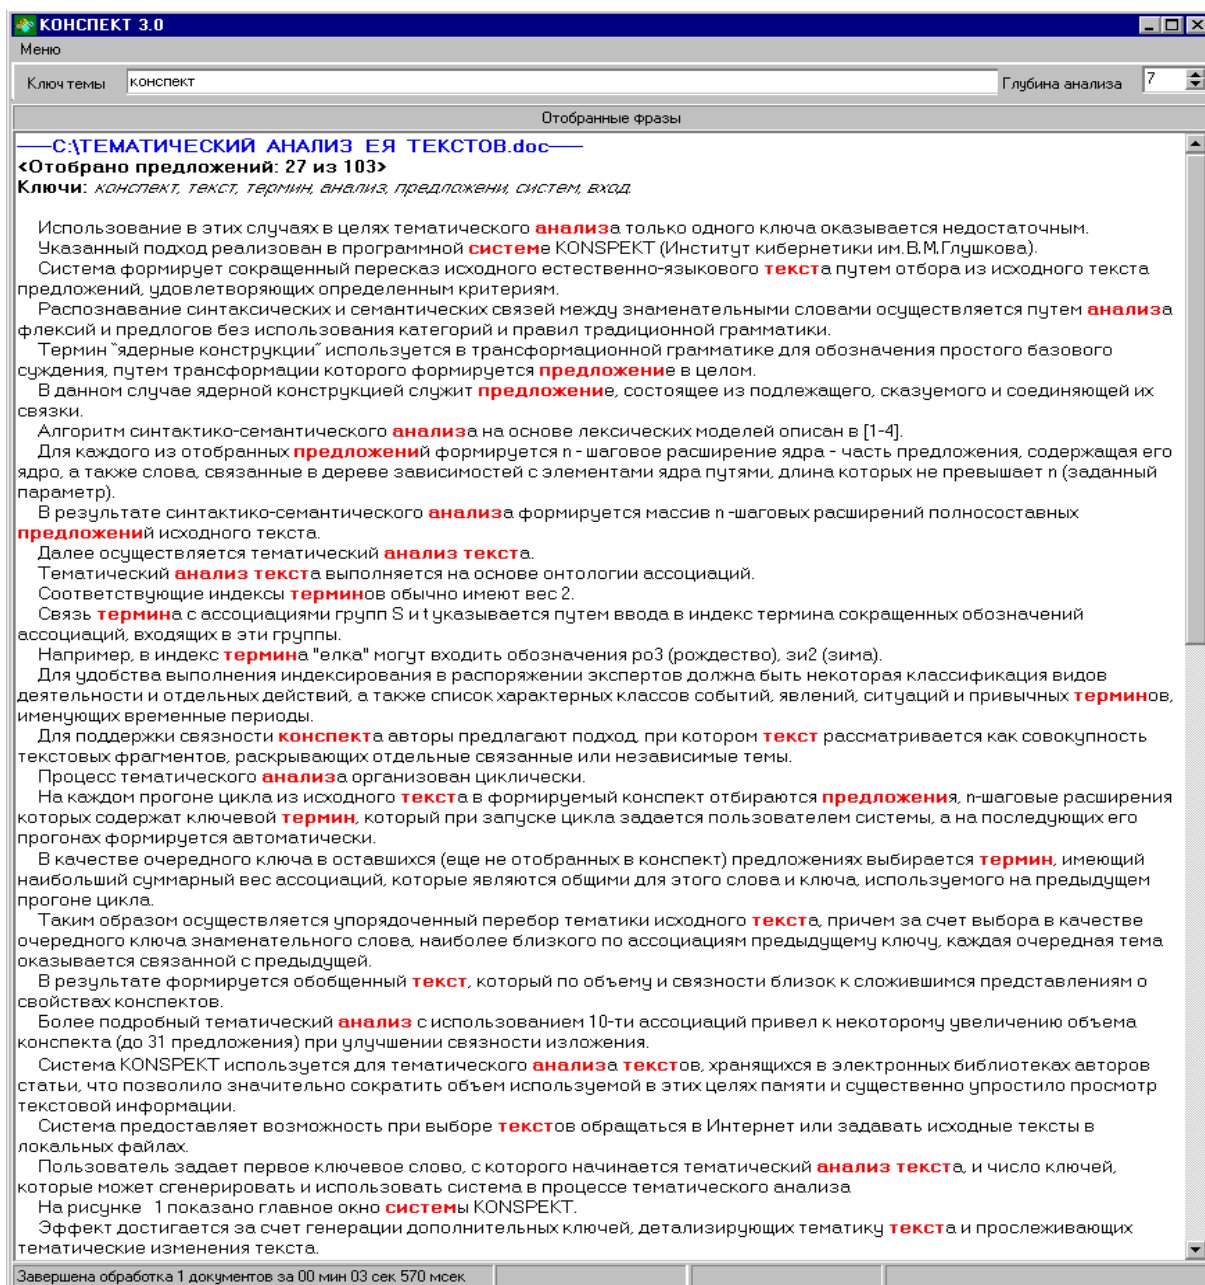 КОНСПЕКТ 3.0
Меню
Ключ темы конспект Глубина анализа 7
Отобранные фразы
——C:\ТЕМАТИЧЕСКИЙ АНАЛИЗ ЕЯ ТЕКСТОВ.doc——
<Отобрано предложений: 27 из 103>
Ключи: конспект, текст, термин, анализ, предложени, систем, вход.
Использование в этих случаях в целях тематического анализа только одного ключа оказывается недостаточным.
Указанный подход реализован в программной системе KONSPEKT (Институт кибернетики им.В.М.Глушкова).
Система формирует сокращенный пересказ исходного естественно-языкового текста путем отбора из исходного текста
предложений, удовлетворяющих определенным критериям.
Распознавание синтаксических и семантических связей между знаменательными словами осуществляется путем анализа
флексий и предлогов без использования категорий и правил традиционной грамматики.
Термин "ядерные конструкции" используется в трансформационной грамматике для обозначения простого базового
суждения, путем трансформации которого формируется предложение в целом.
В данном случае ядерной конструкцией служит предложение, состоящее из подлежащего, сказуемого и соединяющей их
связки.
Алгоритм синтактико-семантического анализа на основе лексических моделей описан в [1-4].
Для каждого из отобранных предложений формируется n - шаговое расширение ядра - часть предложения, содержащая его
ядро, а также слова, связанные в дереве зависимостей с элементами ядра путями, длина которых не превышает n (заданный
параметр).
В результате синтактико-семантического анализа формируется массив n -шаговых расширений полносоставных
предложений исходного текста.
Далее осуществляется тематический анализ текста.
Тематический анализ текста выполняется на основе онтологии ассоциаций.
Соответствующие индексы терминов обычно имеют вес 2.
Связь термина с ассоциациями групп S и t указывается путем ввода в индекс термина сокращенных обозначений
ассоциаций, входящих в эти группы.
Например, в индекс термина "елка" могут входить обозначения ро3 (рождество), зи2 (зима).
Для удобства выполнения индексирования в распоряжении экспертов должна быть некоторая классификация видов
деятельности и отдельных действий, а также список характерных классов событий, явлений, ситуаций и привычных терминов,
именующих временные периоды.
Для поддержки связности конспекта авторы предлагают подход, при котором текст рассматривается как совокупность
текстовых фрагментов, раскрывающих отдельные связанные или независимые темы.
Процесс тематического анализа организован циклически.
На каждом прогоне цикла из исходного текста в формируемый конспект отбираются предложения, n-шаговые расширения
которых содержат ключевой термин, который при запуске цикла задается пользователем системы, а на последующих его
прогонах формируется автоматически.
В качестве очередного ключа в оставшихся (еще не отобранных в конспект) предложениях выбирается термин, имеющий
наибольший суммарный вес ассоциаций, которые являются общими для этого слова и ключа, используемого на предыдущем
прогоне цикла.
Таким образом осуществляется упорядоченный перебор тематики исходного текста, причем за счет выбора в качестве
очередного ключа знаменательного слова, наиболее близкого по ассоциациям предыдущему ключу, каждая очередная тема
оказывается связанной с предыдущей.
В результате формируется обобщенный текст, который по объему и связности близок к сложившимся представлениям о
свойствах конспектов.
Более подробный тематический анализ с использованием 10-ти ассоциаций привел к некоторому увеличению объема
конспекта (до 31 предложения) при улучшении связности изложения.
Система KONSPEKT используется для тематического анализа текстов, хранящихся в электронных библиотеках авторов
статьи, что позволило значительно сократить объем используемой в этих целях памяти и существенно упростило просмотр
текстовой информации.
Система предоставляет возможность при выборе текстов обращаться в Интернет или задавать исходные тексты в
локальных файлах.
Пользователь задает первое ключевое слово, с которого начинается тематический анализ текста, и число ключей,
которые может сгенерировать и использовать система в процессе тематического анализа
На рисунке 1 показано главное окно системы KONSPEKT.
Эффект достигается за счет генерации дополнительных ключей, детализирующих тематику текста и прослеживающих
тематические изменения текста.
Завершена обработка 1 документов за 00 мин 03 сек 570 мсек